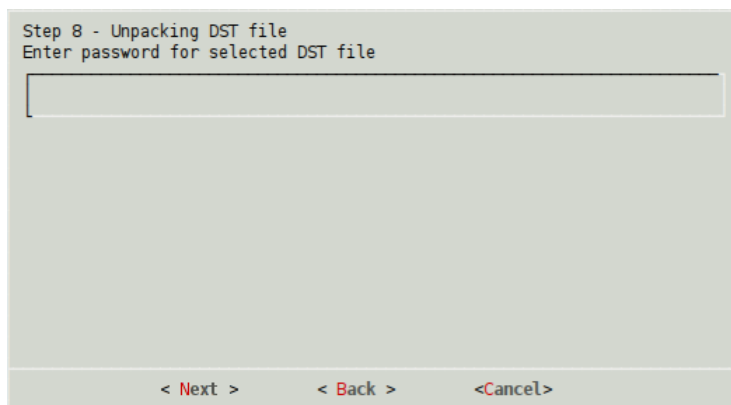 Step 8 - Unpacking DST file
Enter password for selected DST file
< Next > < Back > <Cancel>